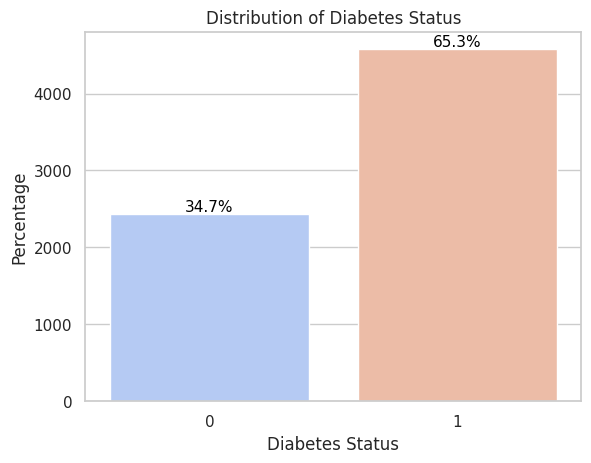 Distribution of Diabetes Status
65.3%
34.7%
4000
3000
2000
1000
0
Percentage
0 1
Diabetes Status